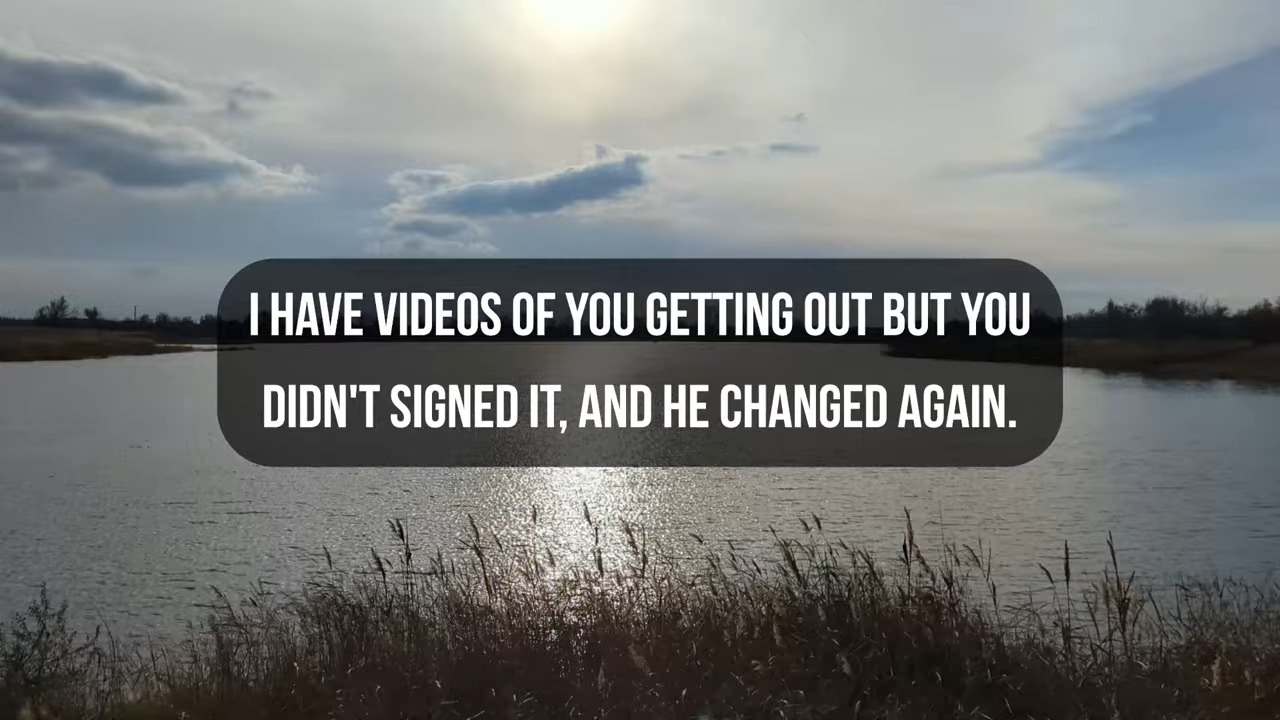 I HAVE VIDEOS OF YOU GETTING OUT BUT YOU
DIDN'T SIGNED IT, AND HE CHANGED AGAIN.